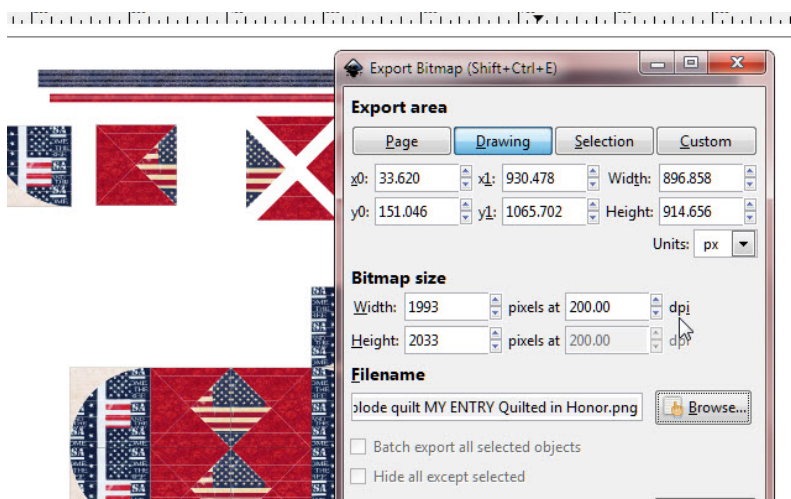 Export Bitmap (Shift+Ctrl+E)
Export area
Page Drawing Selection Custom
x0: 33.620 x1: 930.478 Width: 896.858
y0: 151.046 y1: 1065.702 Height: 914.656
Units: px
Bitmap size
Width: 1993 pixels at 200.00 dpi
Height: 2033 pixels at 200.00 dpi
Filename
plode quilt MY ENTRY Quilted in Honor.png Browse...
Batch export all selected objects
Hide all except selected